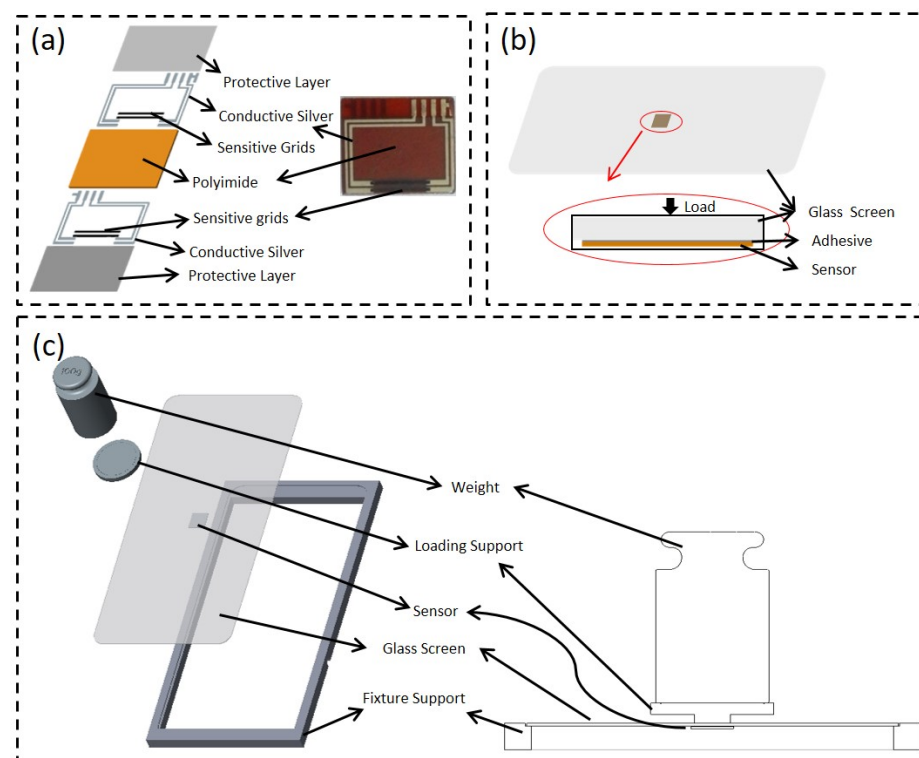 (a)
Protective Layer
Conductive Silver
Sensitive Grids
Polyimide
Sensitive grids
Conductive Silver
Protective Layer
(b)
Load
Glass Screen
Adhesive
Sensor
(c)
100g
Weight
Loading Support
Sensor
Glass Screen
Fixture Support